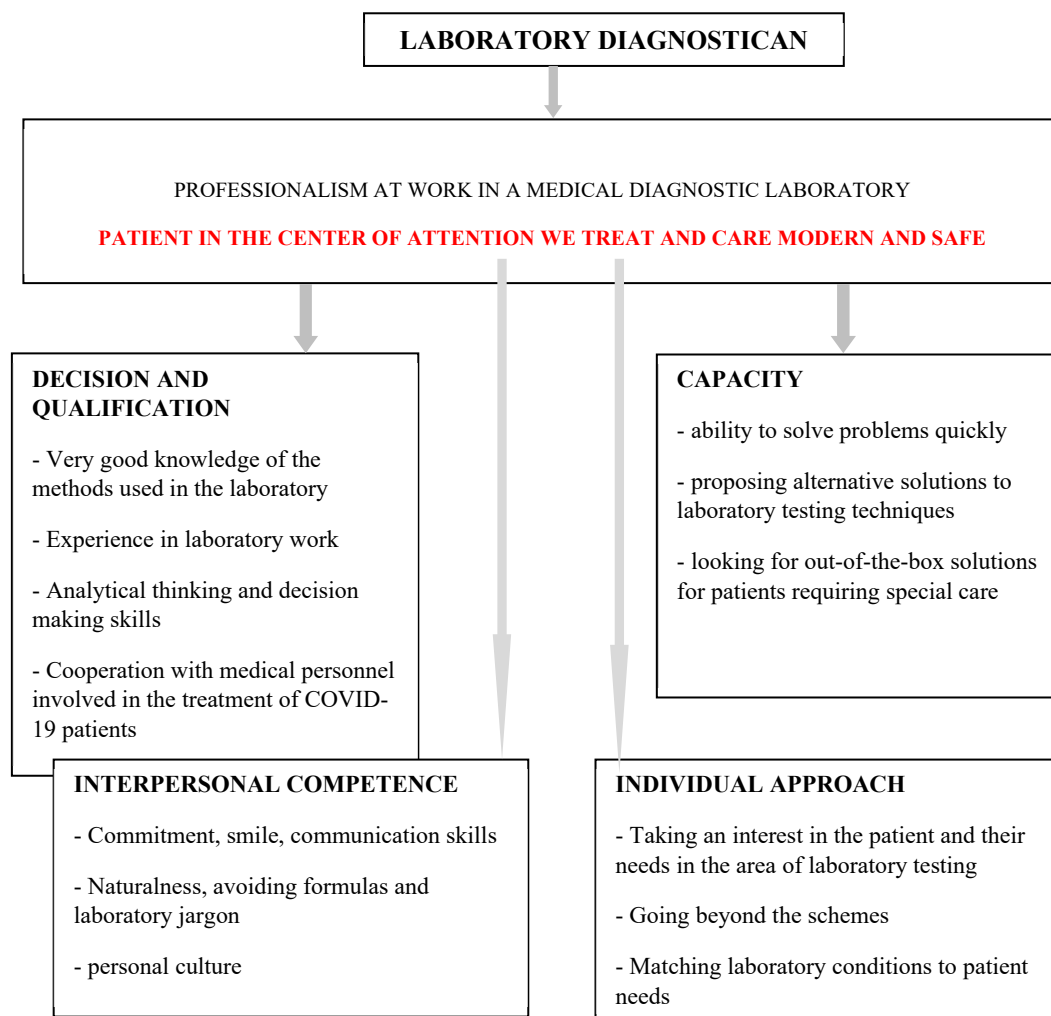 LABORATORY DIAGNOSTICAN
PROFESSIONALISM AT WORK IN A MEDICAL DIAGNOSTIC LABORATORY
PATIENT IN THE CENTER OF ATTENTION WE TREAT AND CARE MODERN AND SAFE
DECISION AND
QUALIFICATION
- Very good knowledge of the
methods used in the laboratory
- Experience in laboratory work
- Analytical thinking and decision
making skills
- Cooperation with medical personnel
involved in the treatment of COVID-
19 patients
CAPACITY
- ability to solve problems quickly
- proposing alternative solutions to
laboratory testing techniques
- looking for out-of-the-box solutions
for patients requiring special care
INTERPERSONAL COMPETENCE
- Commitment, smile, communication skills
- Naturalness, avoiding formulas and
laboratory jargon
- personal culture
INDIVIDUAL APPROACH
- Taking an interest in the patient and their
needs in the area of laboratory testing
- Going beyond the schemes
- Matching laboratory conditions to patient
needs